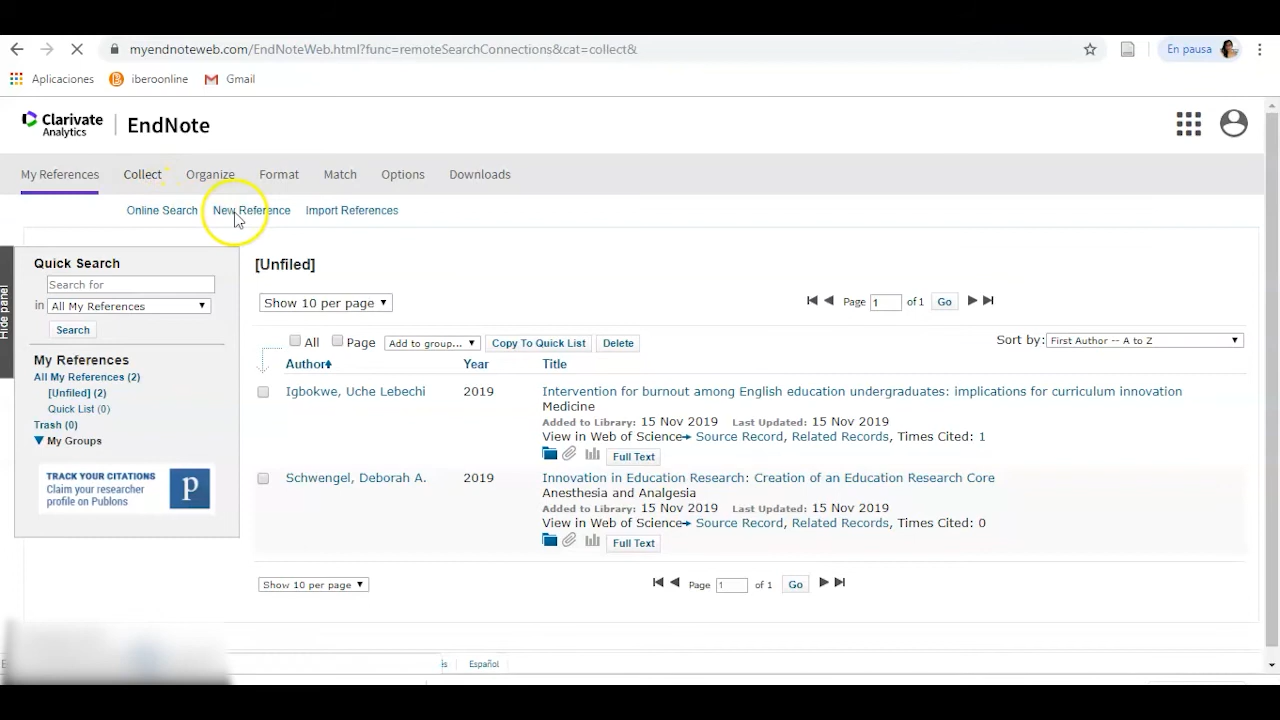 myendnoteweb.com/EndNoteWeb.html?func=remoteSearchConnections&cat=collect&
En pausa
Aplicaciones iberoonline Gmail
Clarivate Analytics EndNote
My References Collect Organize Format Match Options Downloads
Online Search New Reference Import References
Hide panel
Quick Search
Search for
in All My References
Search
My References
All My References (2)
[Unfiled] (2)
Quick List (0)
Trash (0)
My Groups
TRACK YOUR CITATIONS
Claim your researcher
profile on Publons
p
[Unfiled]
Show 10 per page Page 1 of 1 Go
All Page Add to group... Copy To Quick List Delete Sort by: First Author -- A to Z
Author Year Title
Igbokwe, Uche Lebechi 2019 Intervention for burnout among English education undergraduates: implications for curriculum innovation
Medicine
Added to Library: 15 Nov 2019 Last Updated: 15 Nov 2019
View in Web of Science Source Record, Related Records, Times Cited: 1
Full Text
Schwengel, Deborah A. 2019 Innovation in Education Research: Creation of an Education Research Core
Anesthesia and Analgesia
Added to Library: 15 Nov 2019 Last Updated: 15 Nov 2019
View in Web of Science Source Record, Related Records, Times Cited: 0
Full Text
Show 10 per page Page 1 of 1 Go
Español